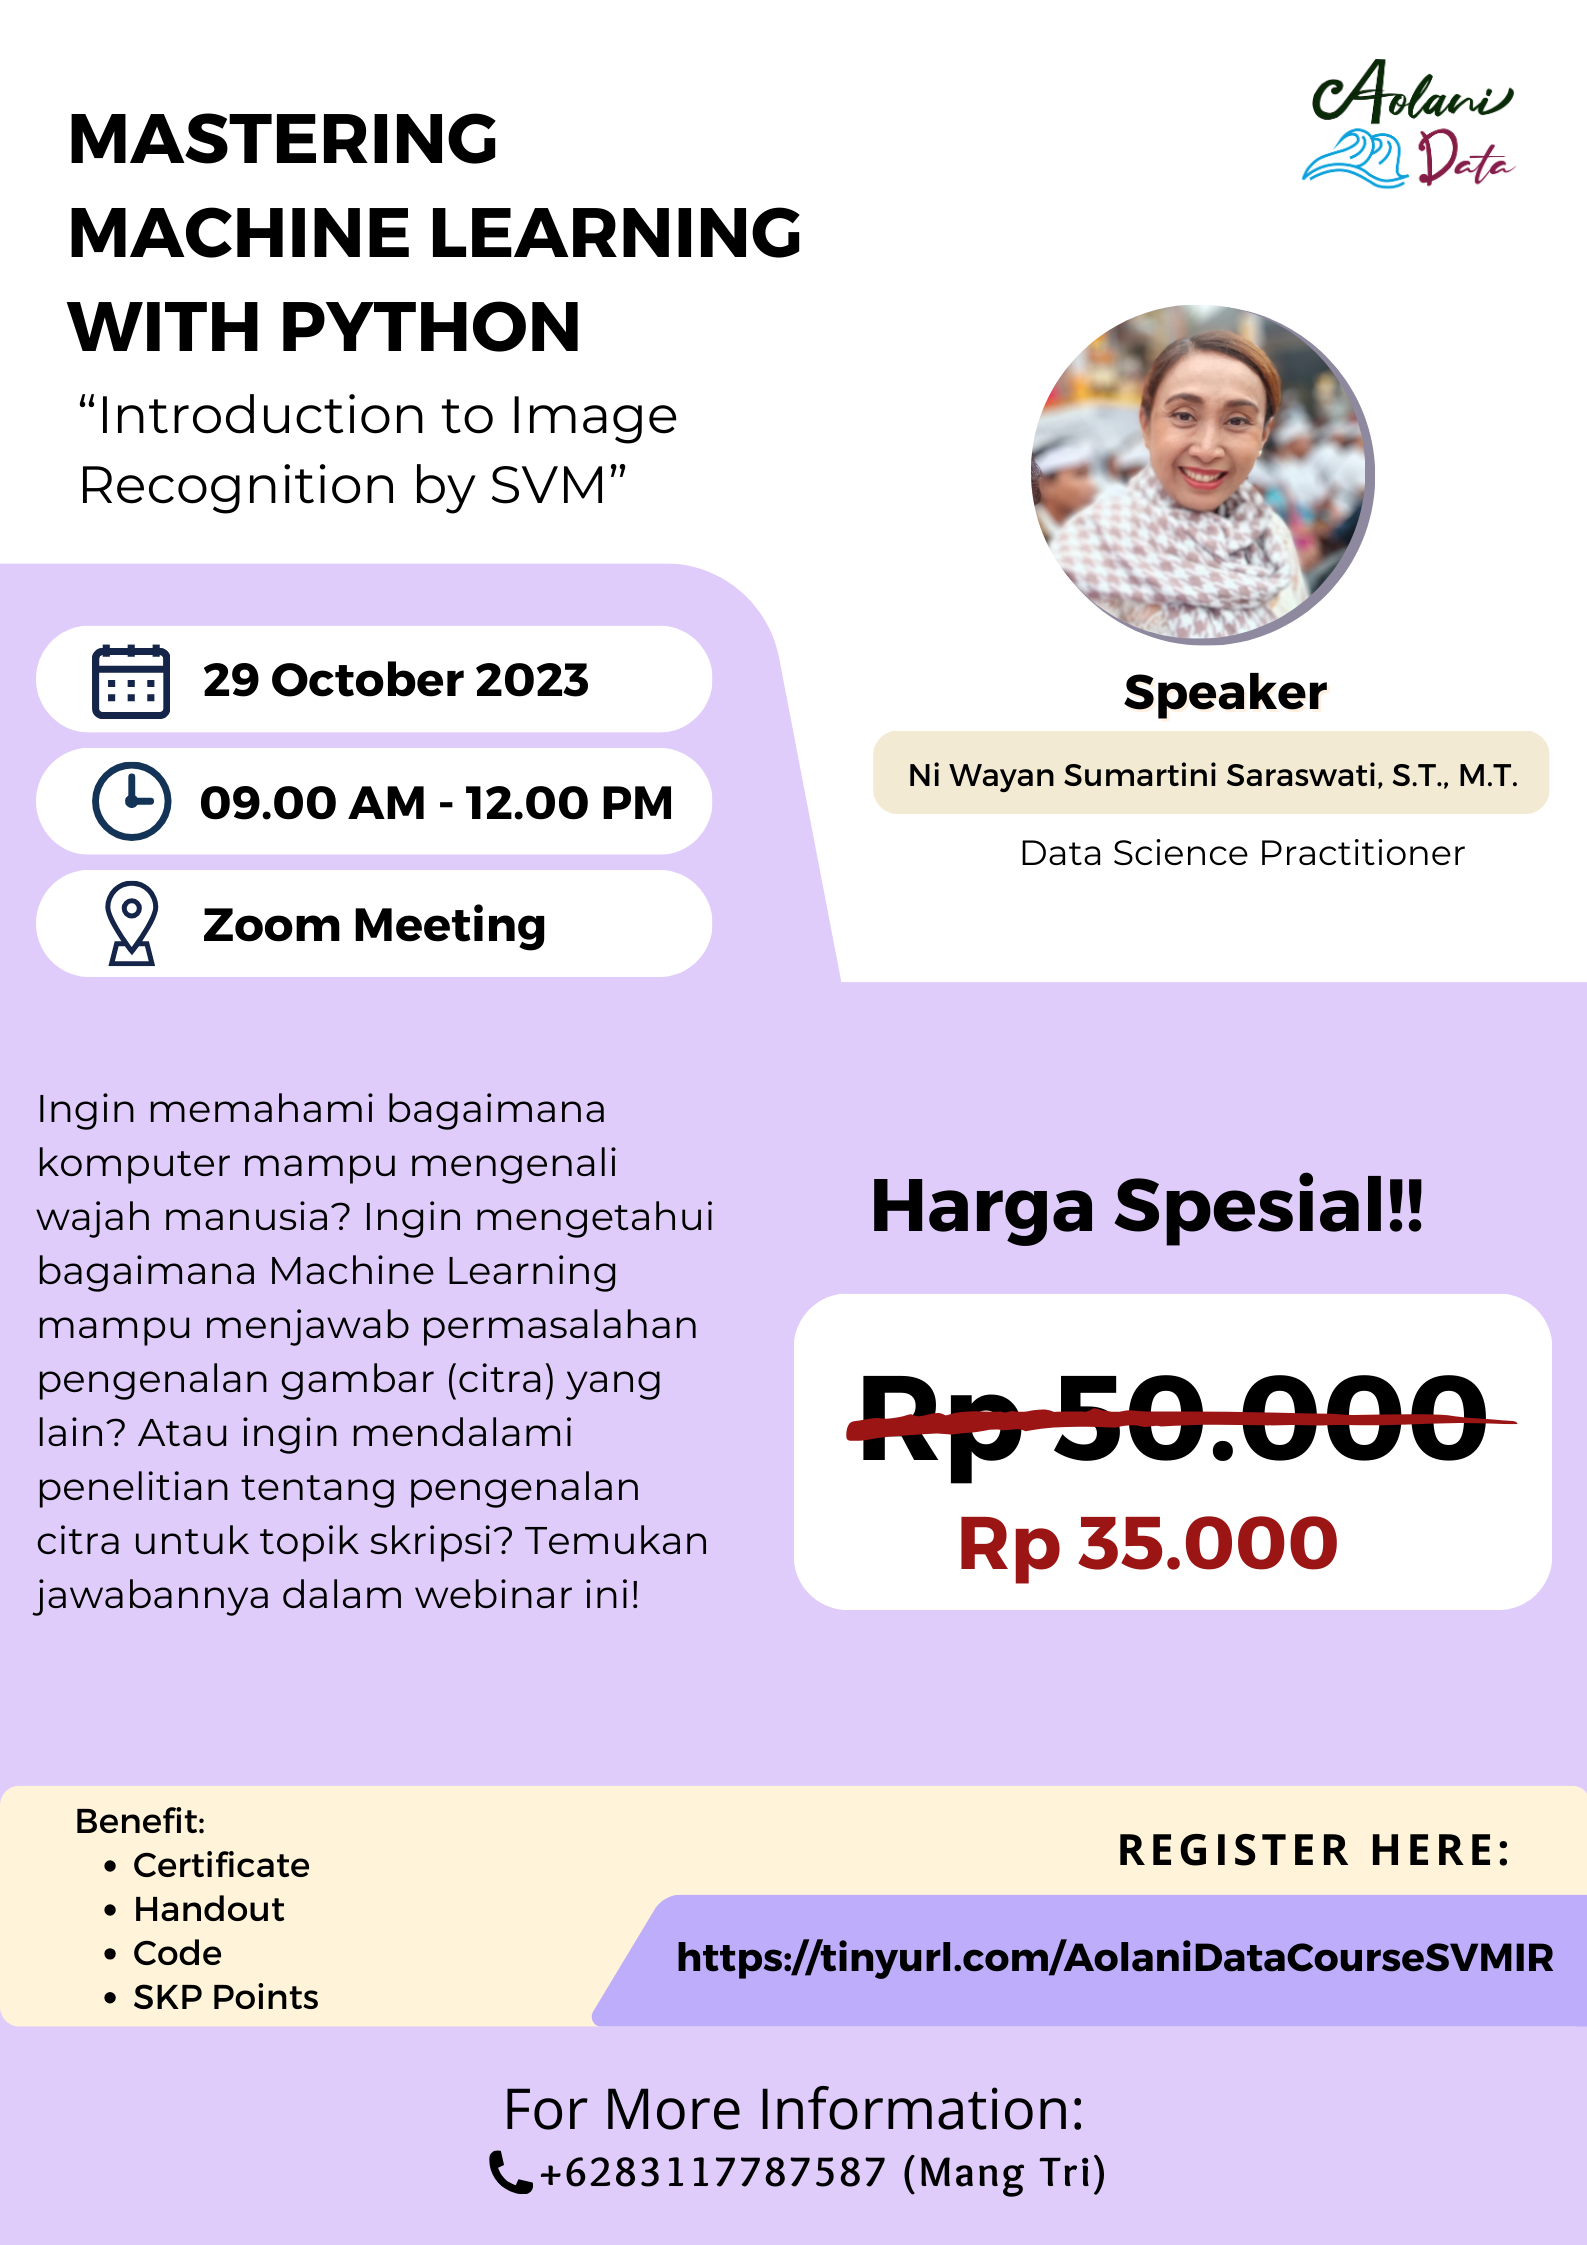 Aolani
Data
MASTERING
MACHINE LEARNING
WITH PYTHON
“Introduction to Image
Recognition by SVM”
29 October 2023
09.00 AM - 12.00 PM
Zoom Meeting
Speaker
Ni Wayan Sumartini Saraswati, S.T., M.T.
Data Science Practitioner
Ingin memahami bagaimana
komputer mampu mengenali
wajah manusia? Ingin mengetahui
bagaimana Machine Learning
mampu menjawab permasalahan
pengenalan gambar (citra) yang
lain? Atau ingin mendalami
penelitian tentang pengenalan
citra untuk topik skripsi? Temukan
jawabannya dalam webinar ini!
Harga Spesial!!
Rp 50.000
Rp 35.000
Benefit:
• Certificate
• Handout
• Code
• SKP Points
REGISTER HERE:
https://tinyurl.com/AolaniDataCourseSVMIR
For More Information:
+6283117787587 (Mang Tri)